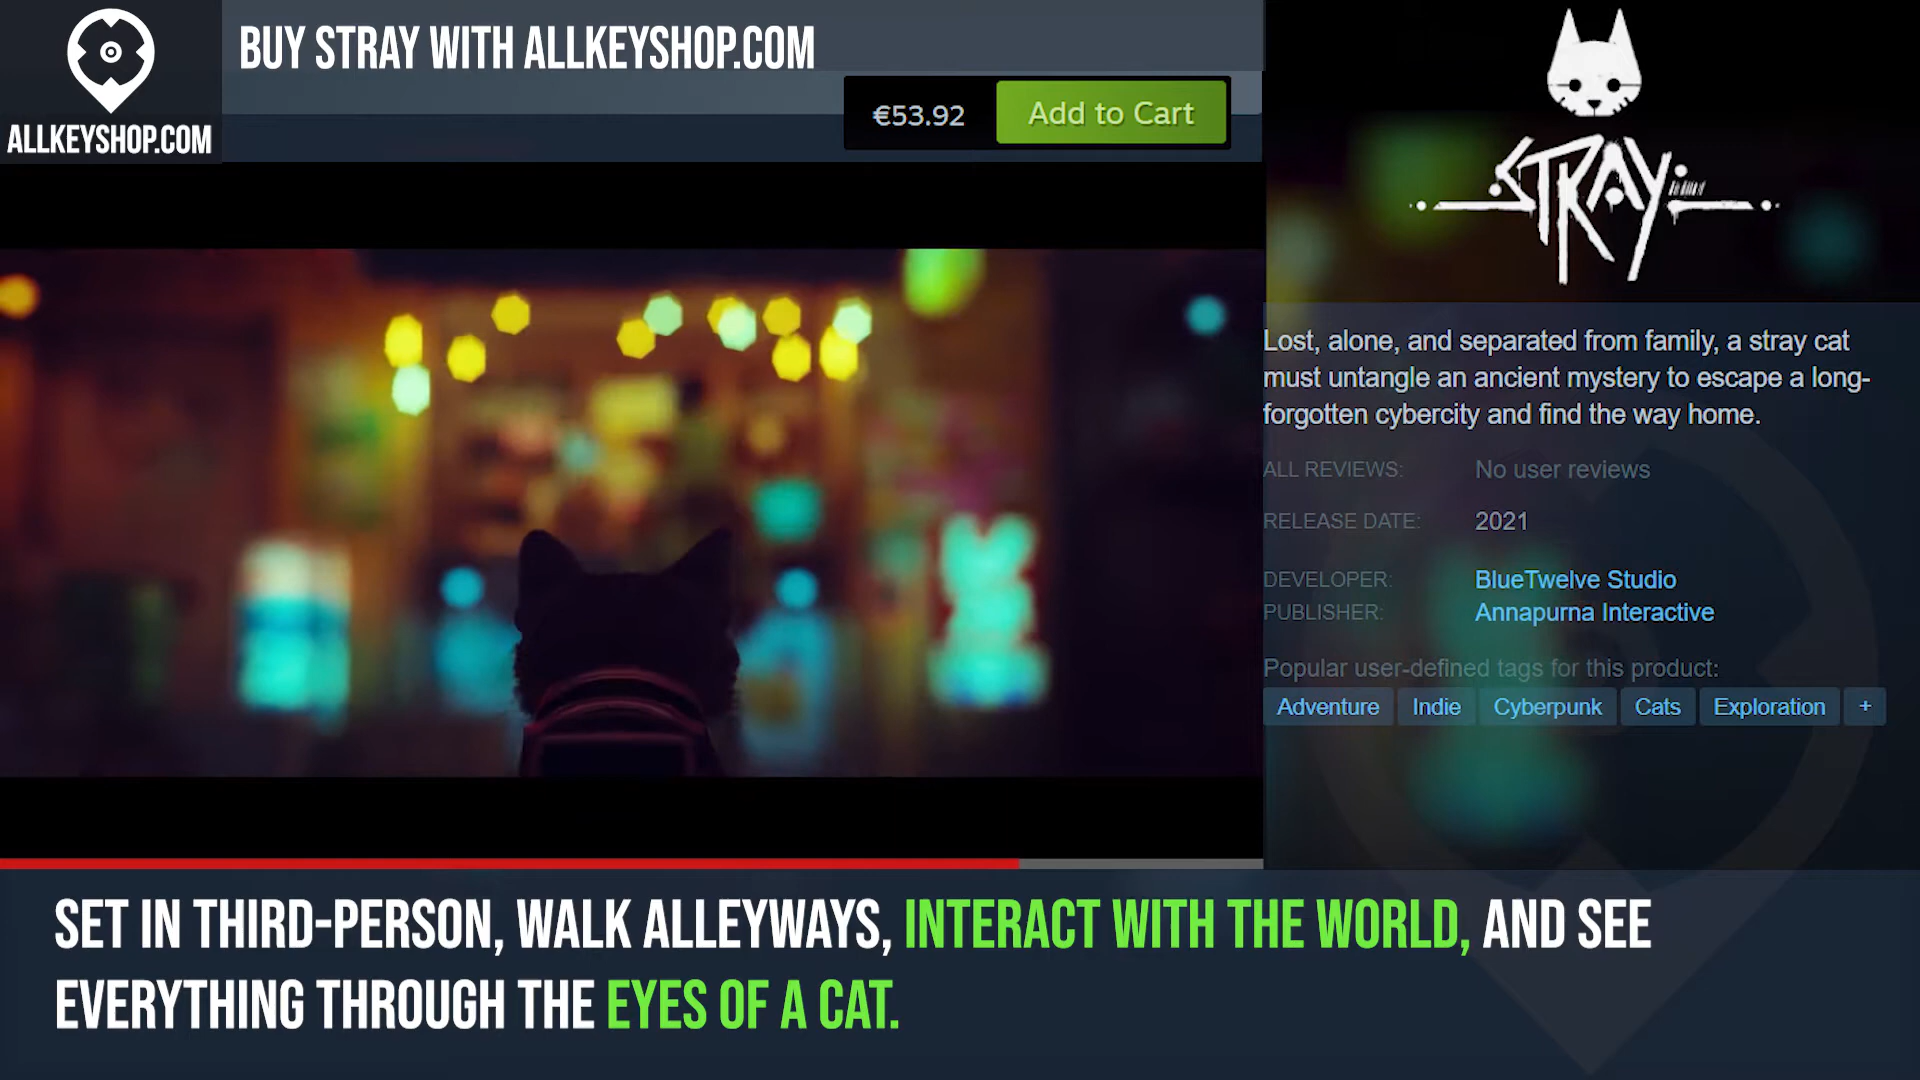 ALLKEYSHOP.COM
BUY STRAY WITH ALLKEYSHOP.COM
€53.92
Add to Cart
STRAY
Lost, alone, and separated from family, a stray cat
must untangle an ancient mystery to escape a long-
forgotten cybercity and find the way home.
ALL REVIEWS: No user reviews
RELEASE DATE: 2021
DEVELOPER: BlueTwelve Studio
PUBLISHER: Annapurna Interactive
Popular user-defined tags for this product:
Adventure Indie Cyberpunk Cats Exploration +
SET IN THIRD-PERSON, WALK ALLEYWAYS, INTERACT WITH THE WORLD, AND SEE
EVERYTHING THROUGH THE EYES OF A CAT.